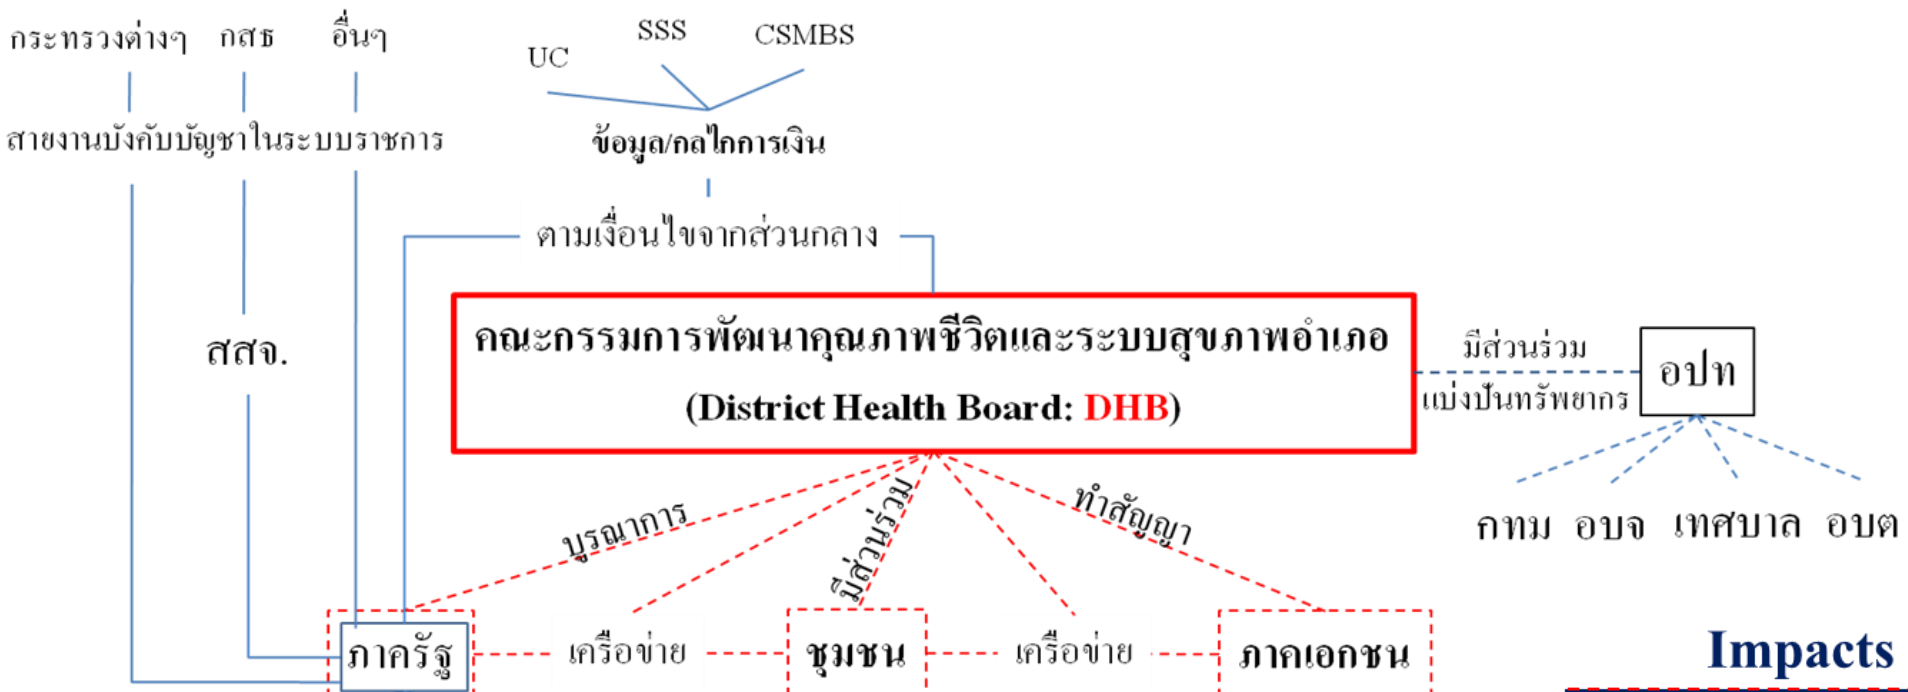 กระทรวงต่างๆ กสธ อื่นๆ
UC SSS CSMBS
สายงานบังคับบัญชาในระบบราชการ
ข้อมูล/กลไกการเงิน
ตามเงื่อนไขจากส่วนกลาง
สสจ.
คณะกรรมการพัฒนาคุณภาพชีวิตและระบบสุขภาพอำเภอ
(District Health Board: DHB)
มีส่วนร่วม
แบ่งปันทรัพยากร
อปท
กทม อบจ เทศบาล อบต
บูรณาการ
มีส่วนร่วม
ทำสัญญา
ภาครัฐ เครือข่าย ชุมชน เครือข่าย ภาคเอกชน
Impacts